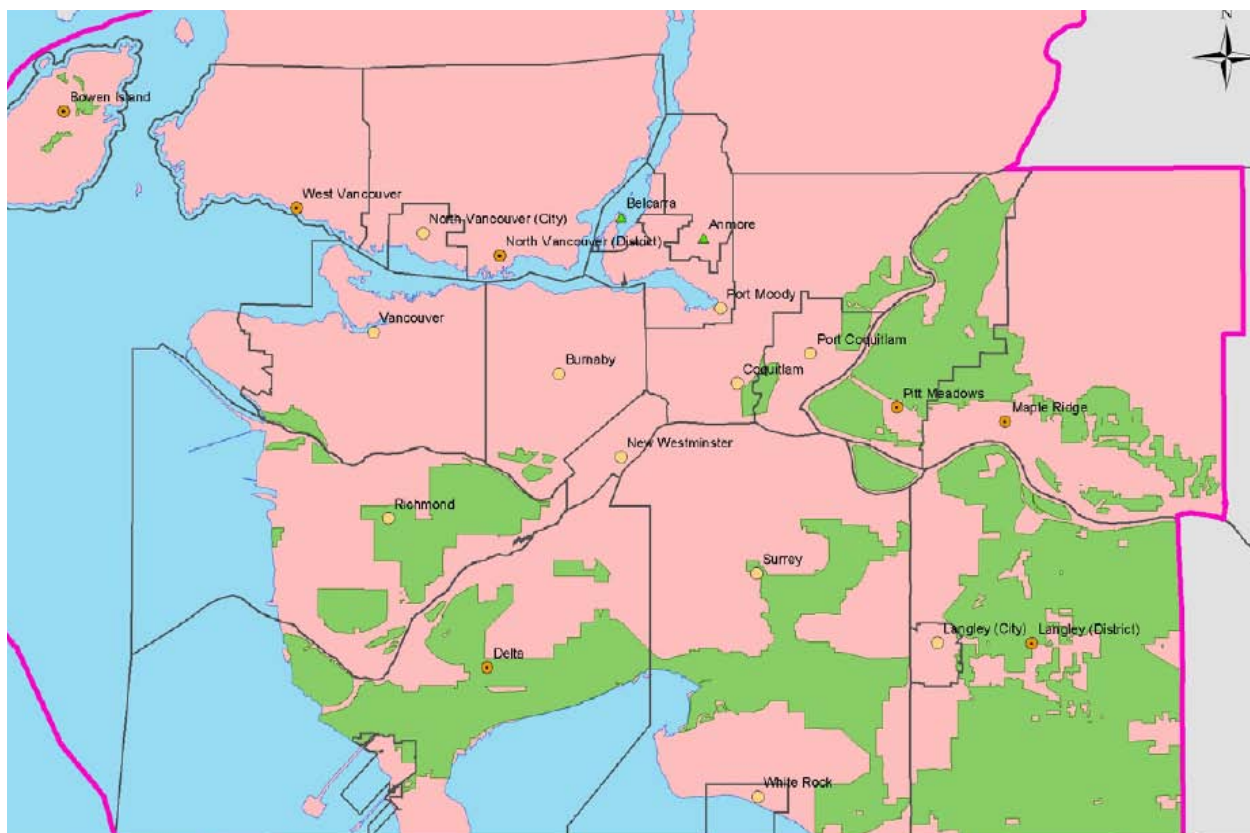 N
Bowen Island
West Vancouver
Belcarra
North Vancouver (City)
Anmore
North Vancouver (District)
Port Moody
Vancouver
Port Coquitlam
Burnaby
Coquitlam
Pitt Meadows
Maple Ridge
New Westminster
Richmond
Surrey
Langley (City)
Langley (District)
Delta
White Rock